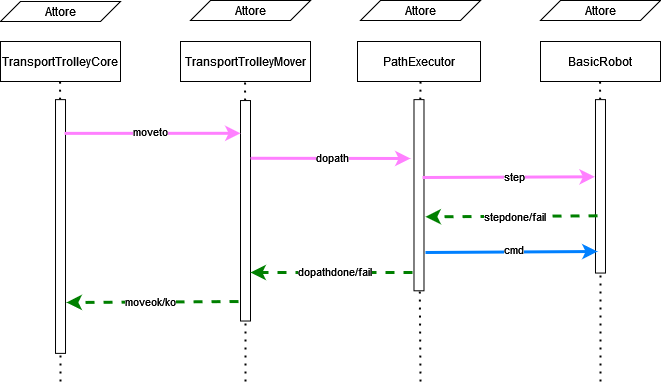 Attore
Attore
Attore
Attore
TransportTrolleyCore
TransportTrolleyMover
PathExecutor
BasicRobot
moveto
dopath
step
stepdone/fail
cmd
dopathdone/fail
moveok/ko